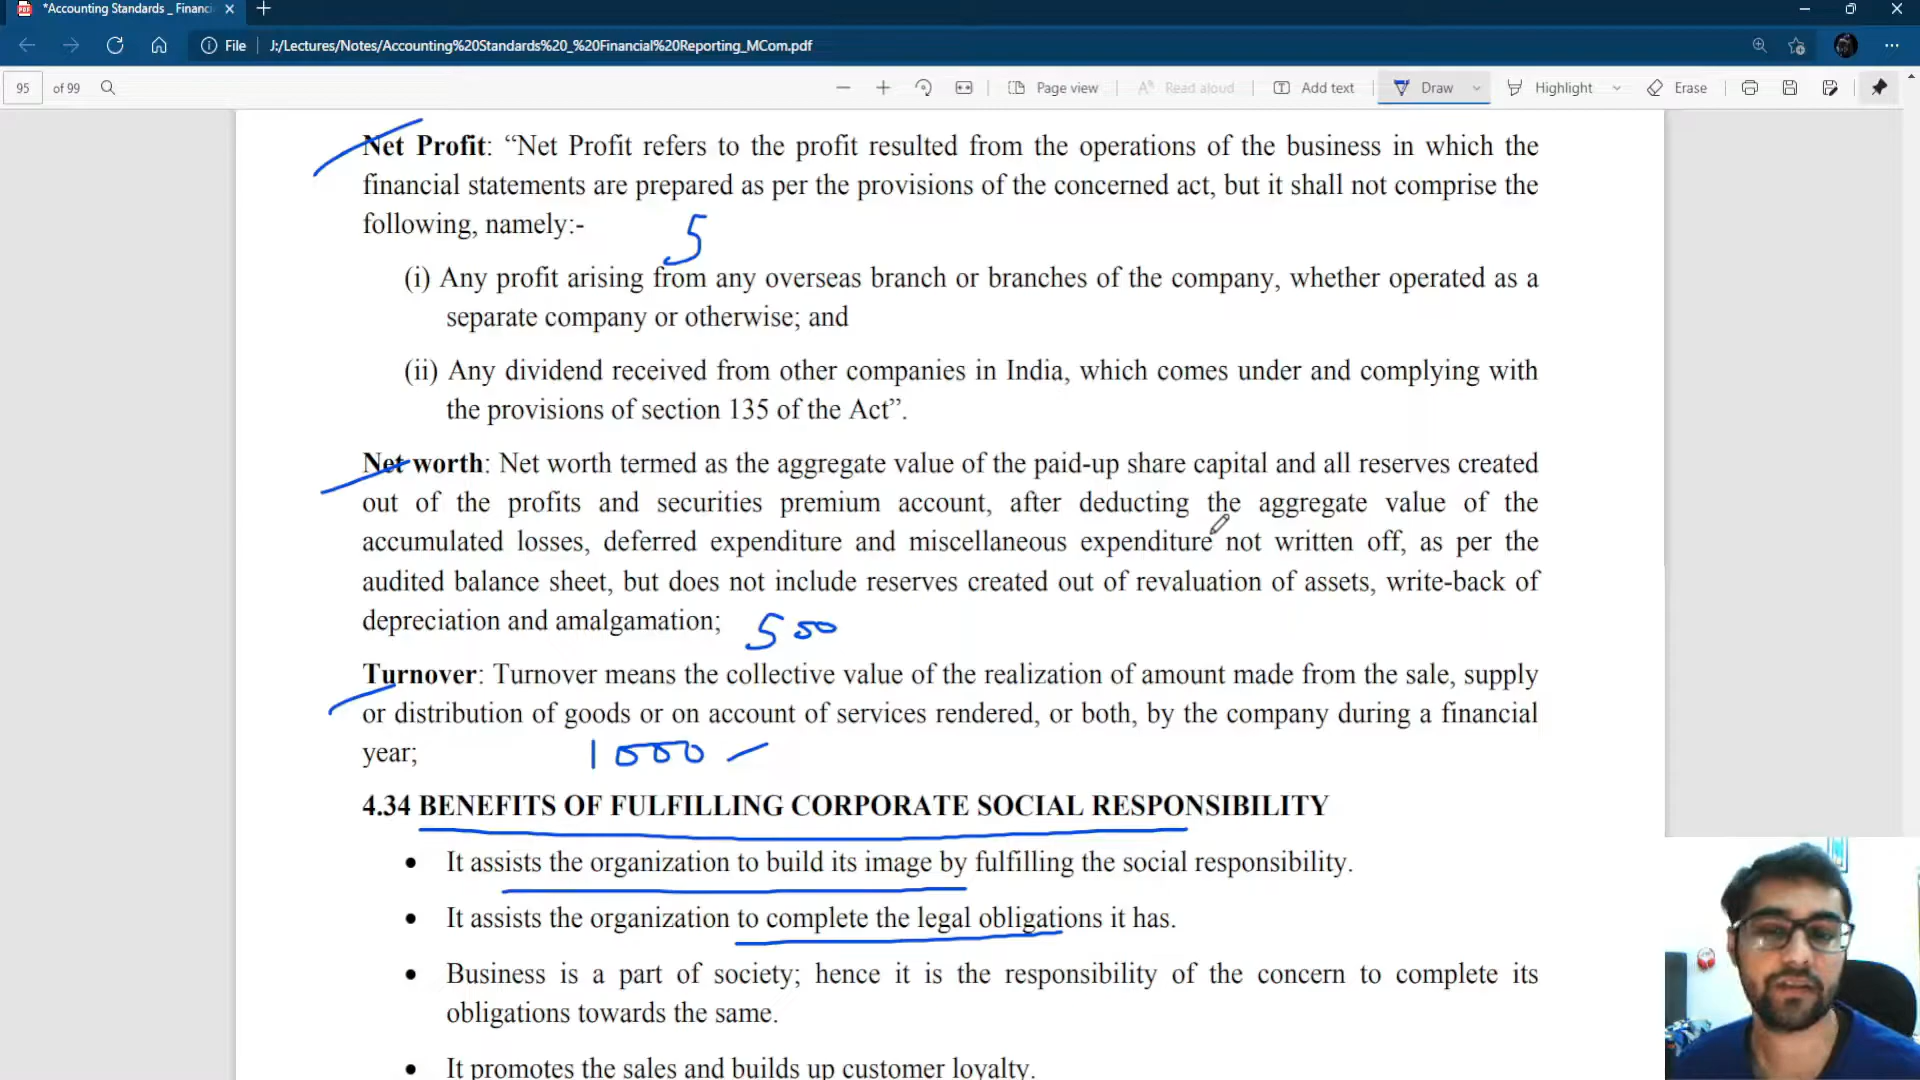 *Accounting Standards _ Financi
File
J:/Lectures/Notes/Accounting%20Standards%20_%20Financial%20Reporting_MCom.pdf
95 of 99
Page view
Read aloud
Add text
Draw
Highlight
Erase
Net Profit: “Net Profit refers to the profit resulted from the operations of the business in which the
financial statements are prepared as per the provisions of the concerned act, but it shall not comprise the
following, namely:-
5
(i) Any profit arising from any overseas branch or branches of the company, whether operated as a
separate company or otherwise; and
(ii) Any dividend received from other companies in India, which comes under and complying with
the provisions of section 135 of the Act”.
Net worth: Net worth termed as the aggregate value of the paid-up share capital and all reserves created
out of the profits and securities premium account, after deducting the aggregate value of the
accumulated losses, deferred expenditure and miscellaneous expenditure not written off, as per the
audited balance sheet, but does not include reserves created out of revaluation of assets, write-back of
depreciation and amalgamation;
500
Turnover: Turnover means the collective value of the realization of amount made from the sale, supply
or distribution of goods or on account of services rendered, or both, by the company during a financial
year;
1000
4.34 BENEFITS OF FULFILLING CORPORATE SOCIAL RESPONSIBILITY
• It assists the organization to build its image by fulfilling the social responsibility.
• It assists the organization to complete the legal obligations it has.
• Business is a part of society; hence it is the responsibility of the concern to complete its
obligations towards the same.
• It promotes the sales and builds up customer loyalty.